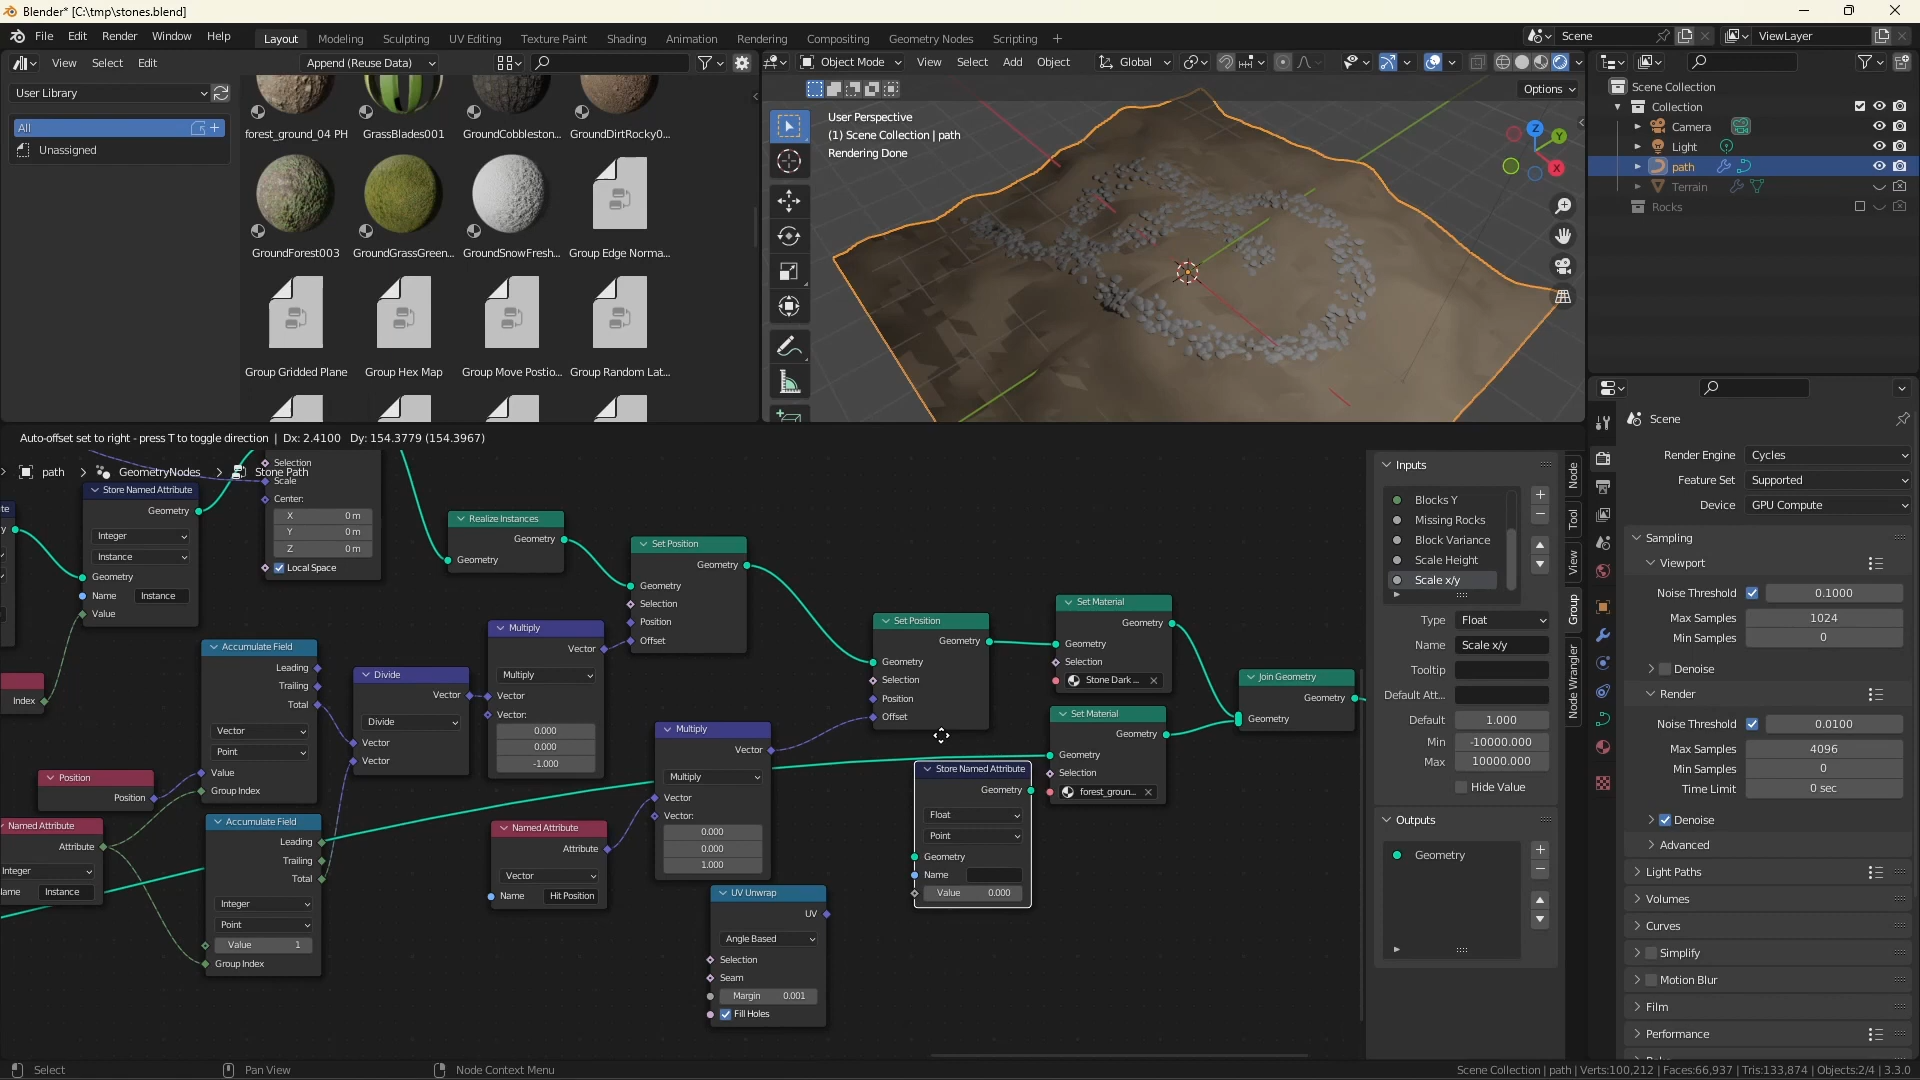 Blender* [C:\tmp\stones.blend]
File Edit Render Window Help
Layout Modeling Sculpting UV Editing Texture Paint Shading Animation Rendering Compositing Geometry Nodes Scripting +
Scene
ViewLayer
View Select Edit
Append (Reuse Data)
User Library
All
Unassigned
forest_ground_04 PH
GrassBlades001
GroundCobbleston...
GroundDirtRocky0...
GroundForest003
GroundGrassGreen...
GroundSnowFresh...
Group Edge Norma...
Group Gridded Plane
Group Hex Map
Group Move Postio...
Group Random Lat...
Object Mode View Select Add Object
Global
Options
User Perspective
(1) Scene Collection | path
Rendering Done
Z
Y
X
Scene Collection
Collection
Camera
Light
path
Terrain
Rocks
Auto-offset set to right - press T to toggle direction | Dx: 2.4100 Dy: 154.3779 (154.3967)
path
GeometryNodes
Stone Path
Selection
Scale
Center:
X 0 m
Y 0 m
Z 0 m
Local Space
Store Named Attribute
Geometry
Integer
Instance
Geometry
Name Instance
Value
Index
Realize Instances
Geometry
Geometry
Set Position
Geometry
Geometry
Selection
Position
Offset
Accumulate Field
Leading
Trailing
Total
Vector
Point
Value
Group Index
Divide
Vector
Divide
Vector
Vector
Multiply
Vector
Multiply
Vector
Vector:
0.000
0.000
-1.000
Position
Position
Named Attribute
Attribute
Integer
Instance
Accumulate Field
Leading
Trailing
Total
Integer
Point
Value 1
Group Index
Multiply
Vector
Multiply
Vector
Vector:
0.000
0.000
1.000
Named Attribute
Attribute
Vector
Name Hit Position
UV Unwrap
UV
Angle Based
Selection
Seam
Margin 0.001
Fill Holes
Set Position
Geometry
Geometry
Selection
Position
Offset
Store Named Attribute
Geometry
Float
Point
Geometry
Name
Value 0.000
Set Material
Geometry
Geometry
Selection
Stone Dark ...
Set Material
Geometry
Geometry
Selection
forest_groun...
Join Geometry
Geometry
Geometry
Inputs
Blocks Y
Missing Rocks
Block Variance
Scale Height
Scale x/y
Type Float
Name Scale x/y
Tooltip
Default Att...
Default 1.000
Min -10000.000
Max 10000.000
Hide Value
Outputs
Geometry
Node
Tool
View
Group
Node Wrangler
Scene
Render Engine Cycles
Feature Set Supported
Device GPU Compute
Sampling
Viewport
Noise Threshold 0.1000
Max Samples 1024
Min Samples 0
Denoise
Render
Noise Threshold 0.0100
Max Samples 4096
Min Samples 0
Time Limit 0 sec
Denoise
Advanced
Light Paths
Volumes
Curves
Simplify
Motion Blur
Film
Performance
Select
Pan View
Node Context Menu
Scene Collection | path | Verts:100,212 | Faces:66,937 | Tris:133,874 | Objects:2/4 | 3.3.0